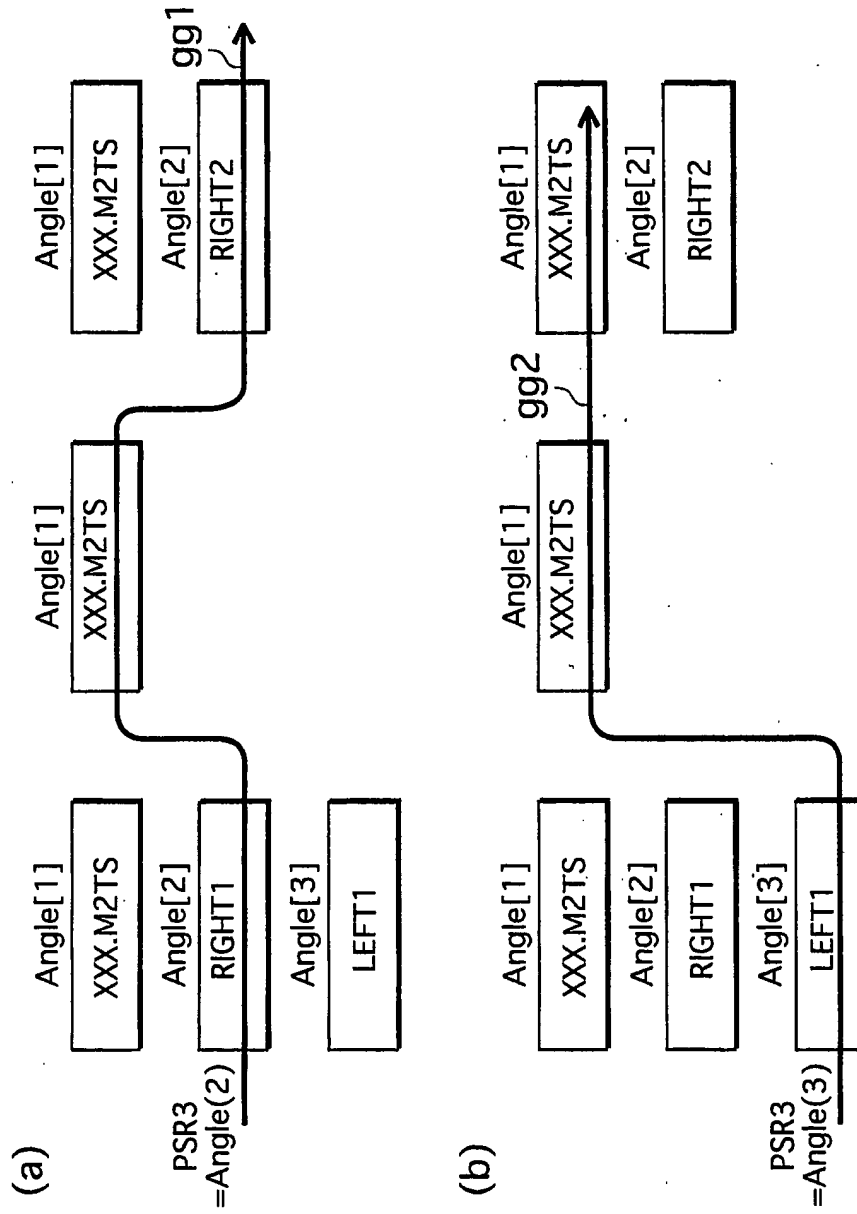 (a)
PSR3
=Angle(2)
Angle[1]
XXX.M2TS
Angle[2]
RIGHT1
Angle[3]
LEFT1
Angle[1]
XXX.M2TS
Angle[1]
XXX.M2TS
Angle[2]
RIGHT2
gg1
(b)
PSR3
=Angle(3)
Angle[1]
XXX.M2TS
Angle[2]
RIGHT1
Angle[3]
LEFT1
Angle[1]
XXX.M2TS
gg2
Angle[1]
XXX.M2TS
Angle[2]
RIGHT2